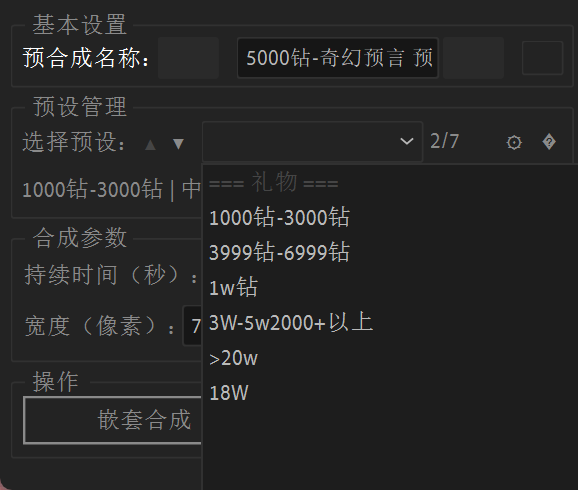 基本设置
预合成名称：
5000钻-奇幻预言 预
预设管理
选择预设：▲ ▼ 2/7
1000钻-3000钻 | 中
=== 礼物 ===
1000钻-3000钻
3999钻-6999钻
1w钻
3W-5w2000+以上
>20w
18W
合成参数
持续时间（秒）：
宽度（像素）：7
操作
嵌套合成